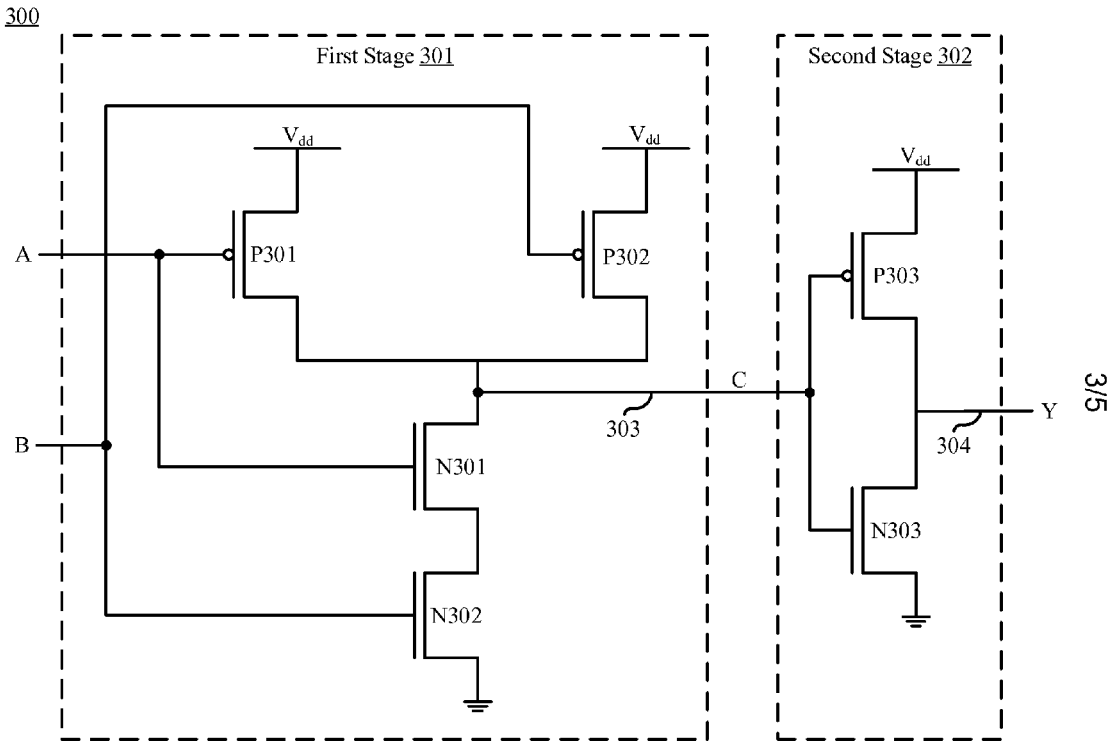 300
First Stage 301
Second Stage 302
Vdd
Vdd
Vdd
A
P301
P302
P303
C
303
3/5
Y
304
B
N301
N303
N302